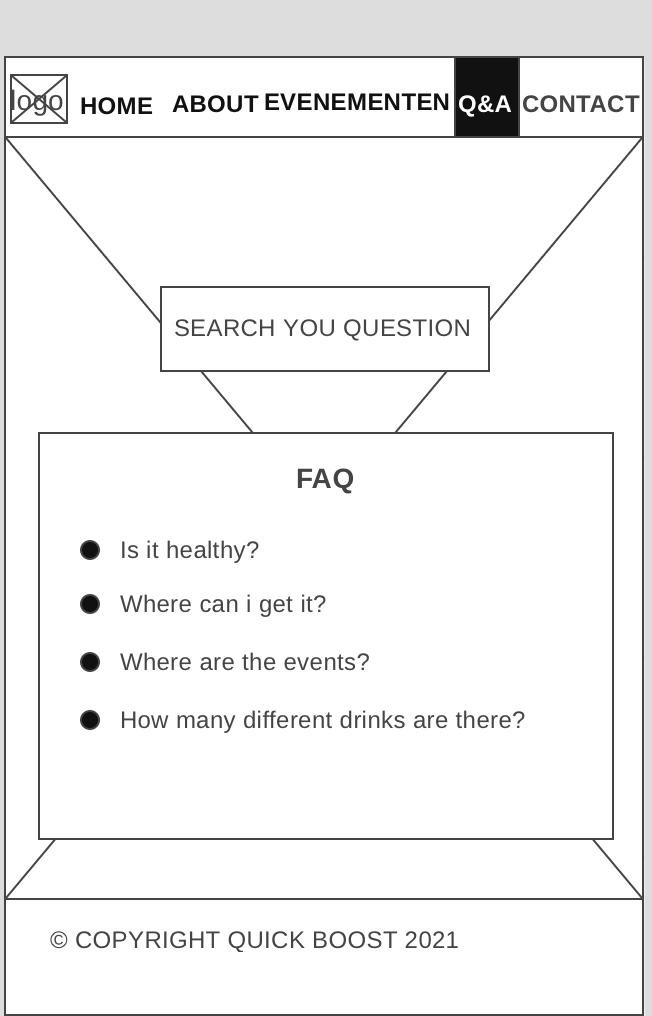 logo HOME ABOUT EVENEMENTEN Q&A CONTACT
SEARCH YOU QUESTION
FAQ
Is it healthy?
Where can i get it?
Where are the events?
How many different drinks are there?
© COPYRIGHT QUICK BOOST 2021